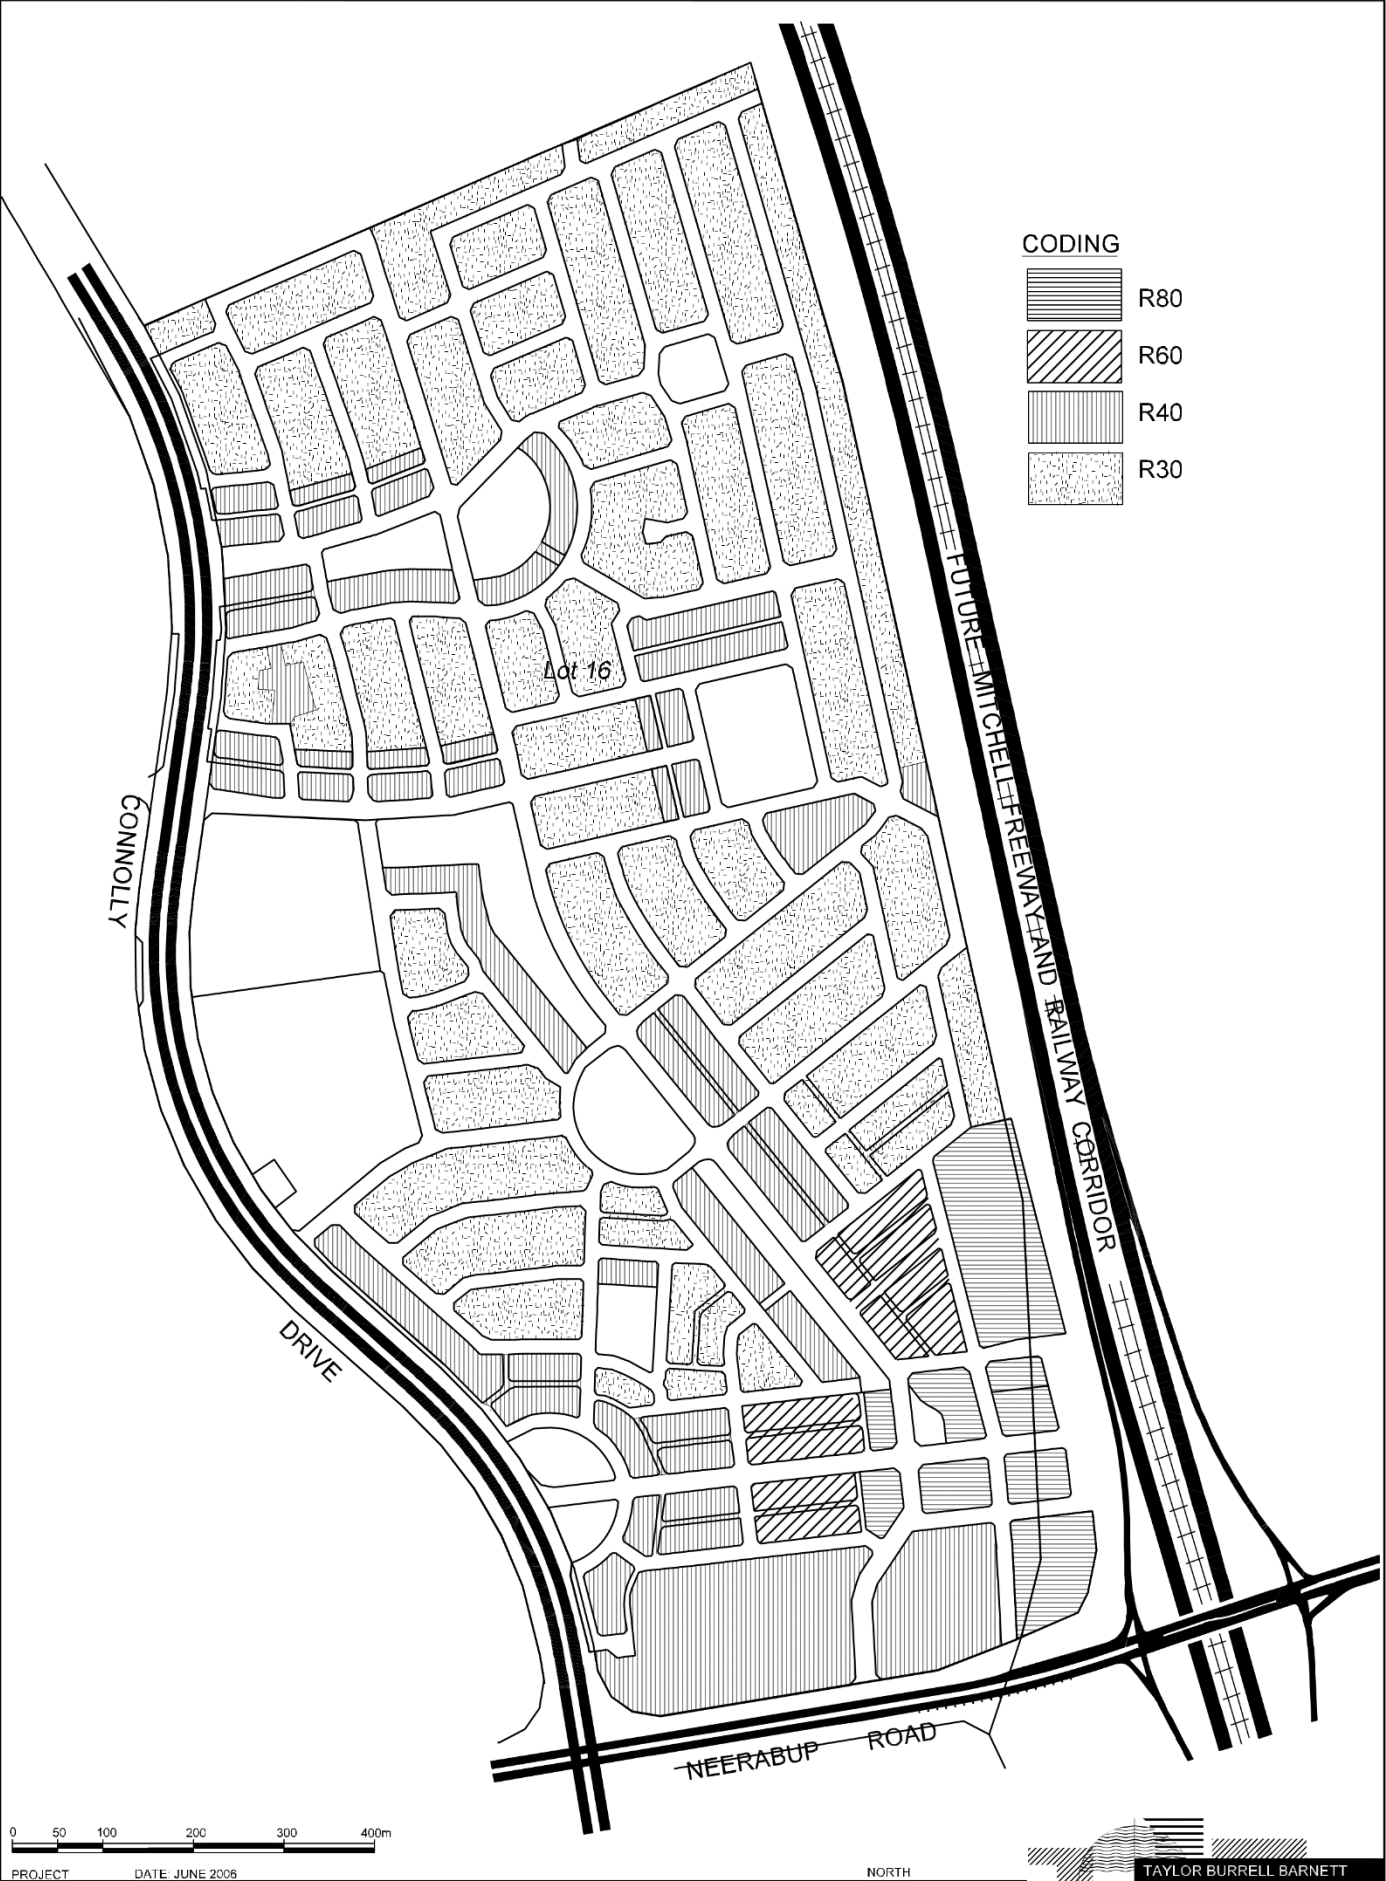 CODING
R80
R60
R40
R30
FUTURE MITCHELL FREEWAY AND RAILWAY CORRIDOR
Lot 16
CONNOLLY
DRIVE
NEERABUP ROAD
0 50 100 200 300 400m
PROJECT DATE: JUNE 2006 NORTH
TAYLOR BURRELL BARNETT